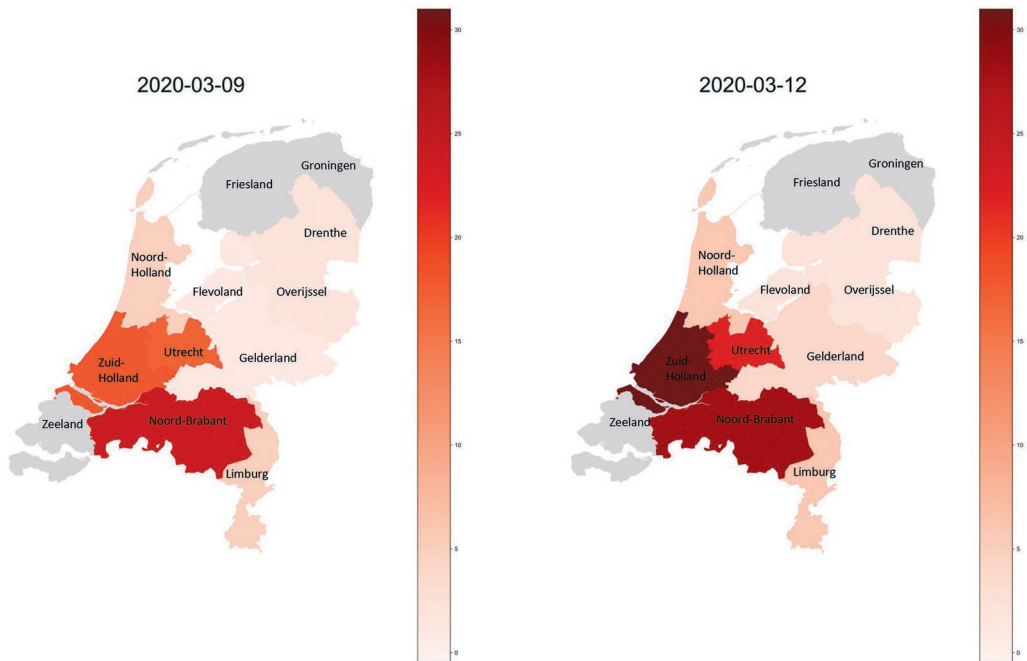 2020-03-09
Groningen
Friesland
Drenthe
Noord-
Holland
Flevoland
Overijssel
Utrecht
Gelderland
Zuid-
Holland
Zeeland
Noord-Brabant
Limburg
30
25
20
15
10
5
0
2020-03-12
Groningen
Friesland
Drenthe
Noord-
Holland
Flevoland
Overijssel
Utrecht
Gelderland
Zuid-
Holland
Zeeland
Noord-Brabant
Limburg
30
25
20
15
10
5
0